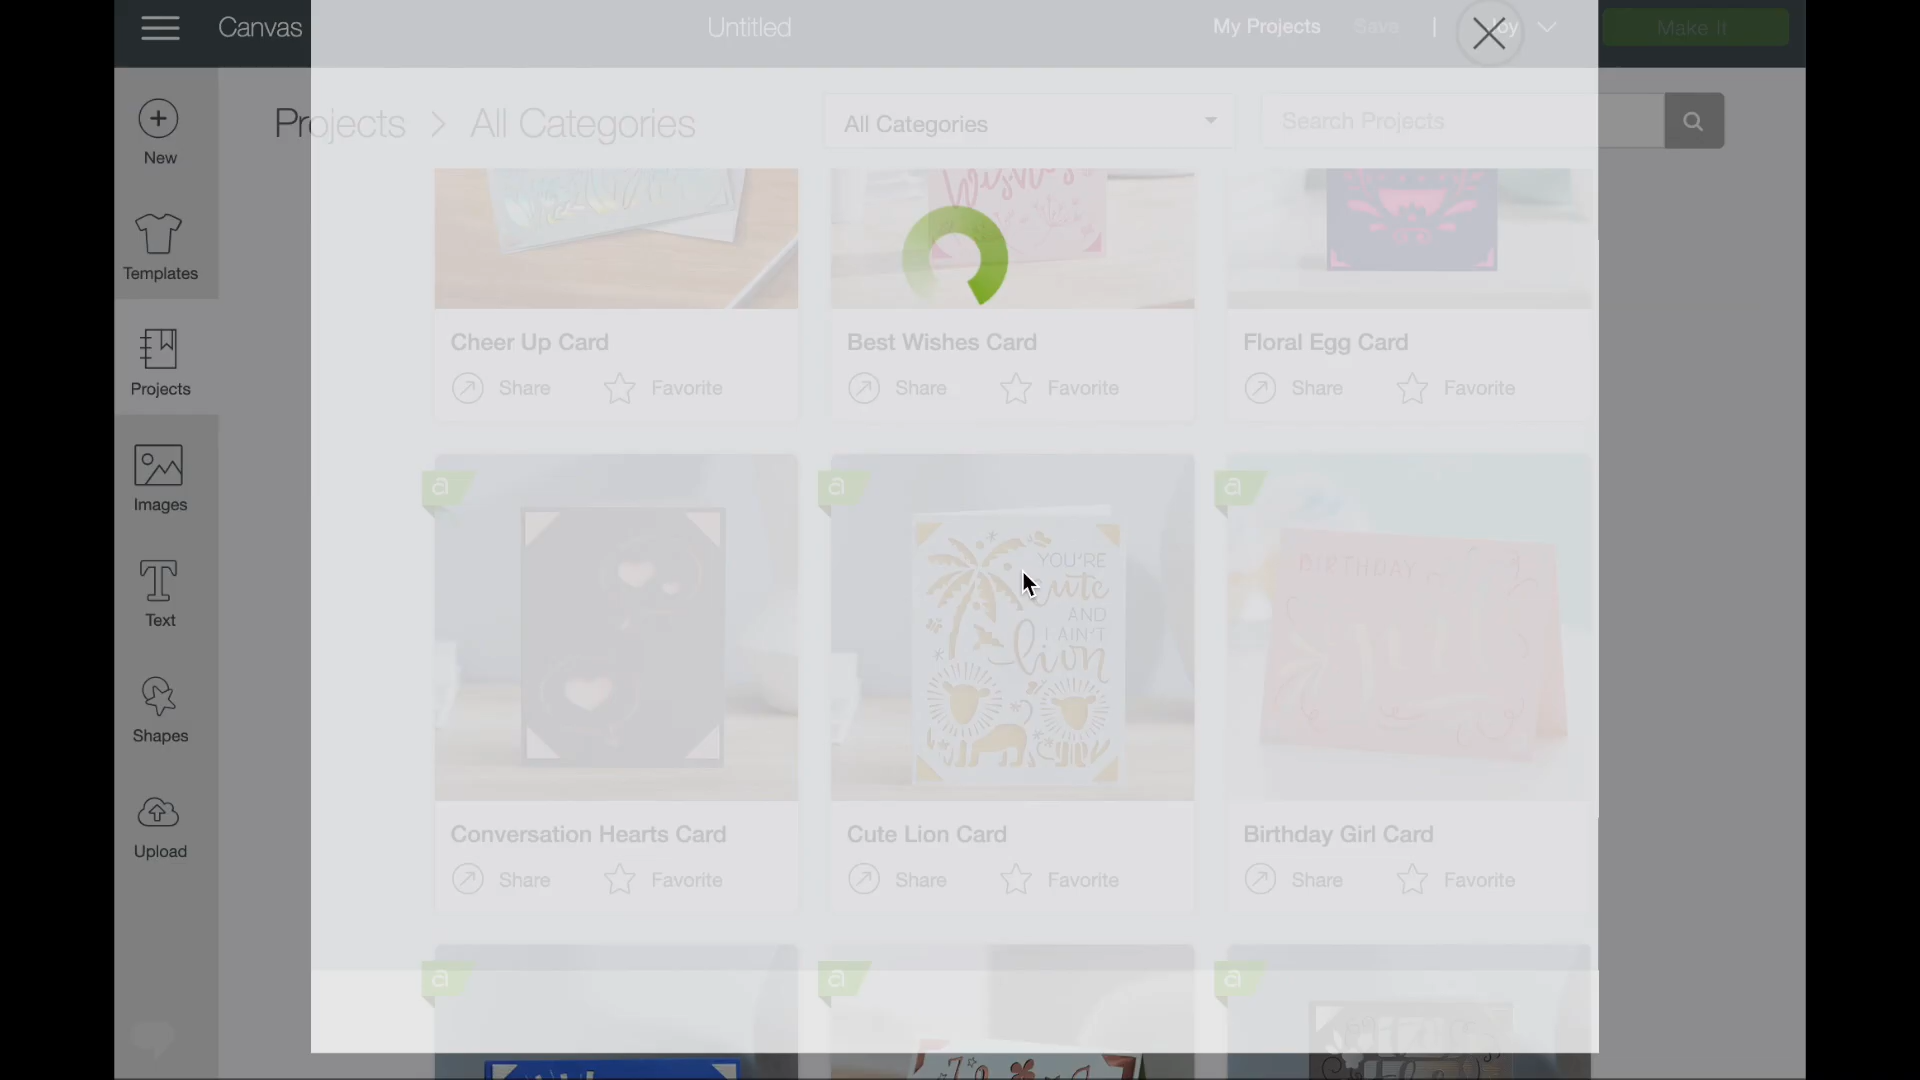 Canvas
Untitled
My Projects
Save
|
Make It
New
Templates
Projects
Images
Text
Shapes
Upload
Projects > All Categories
All Categories
Search Projects
Wishes
Cheer Up Card
Share
Favorite
Best Wishes Card
Share
Favorite
Floral Egg Card
Share
Favorite
a
a
YOU'RE
cute
AND
I AIN'T
lion
a
BIRTHDAY
Conversation Hearts Card
Share
Favorite
Cute Lion Card
Share
Favorite
Birthday Girl Card
Share
Favorite
a
a
a